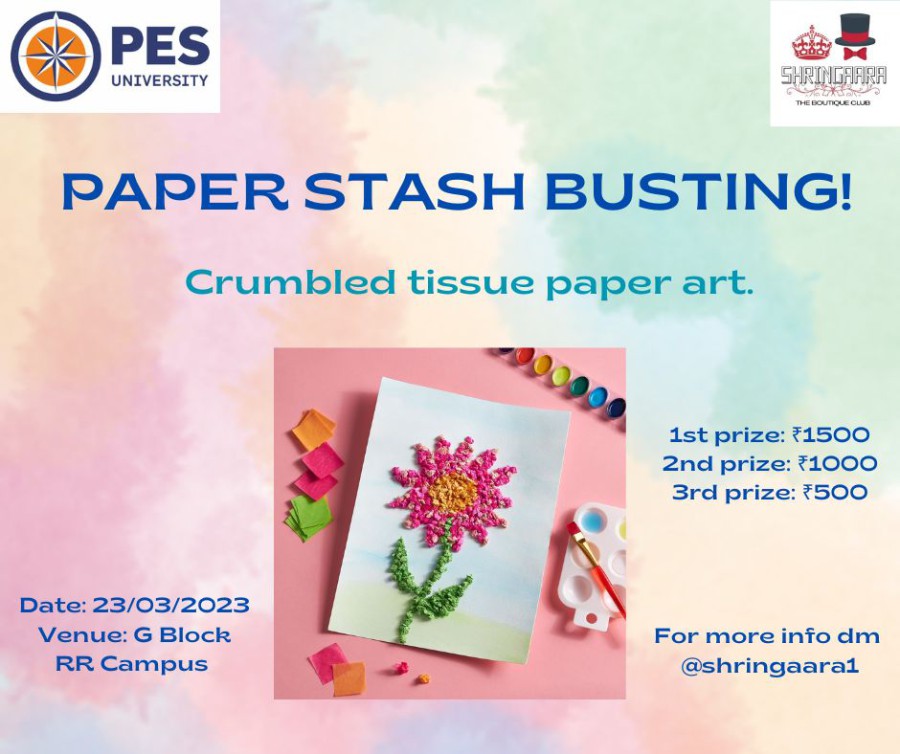 PES
UNIVERSITY
SHRINGAARA
THE BOUTIQUE CLUB
PAPER STASH BUSTING!
Crumbled tissue paper art.
1st prize: ₹1500
2nd prize: ₹1000
3rd prize: ₹500
Date: 23/03/2023
Venue: G Block
RR Campus
For more info dm
@shringaara1